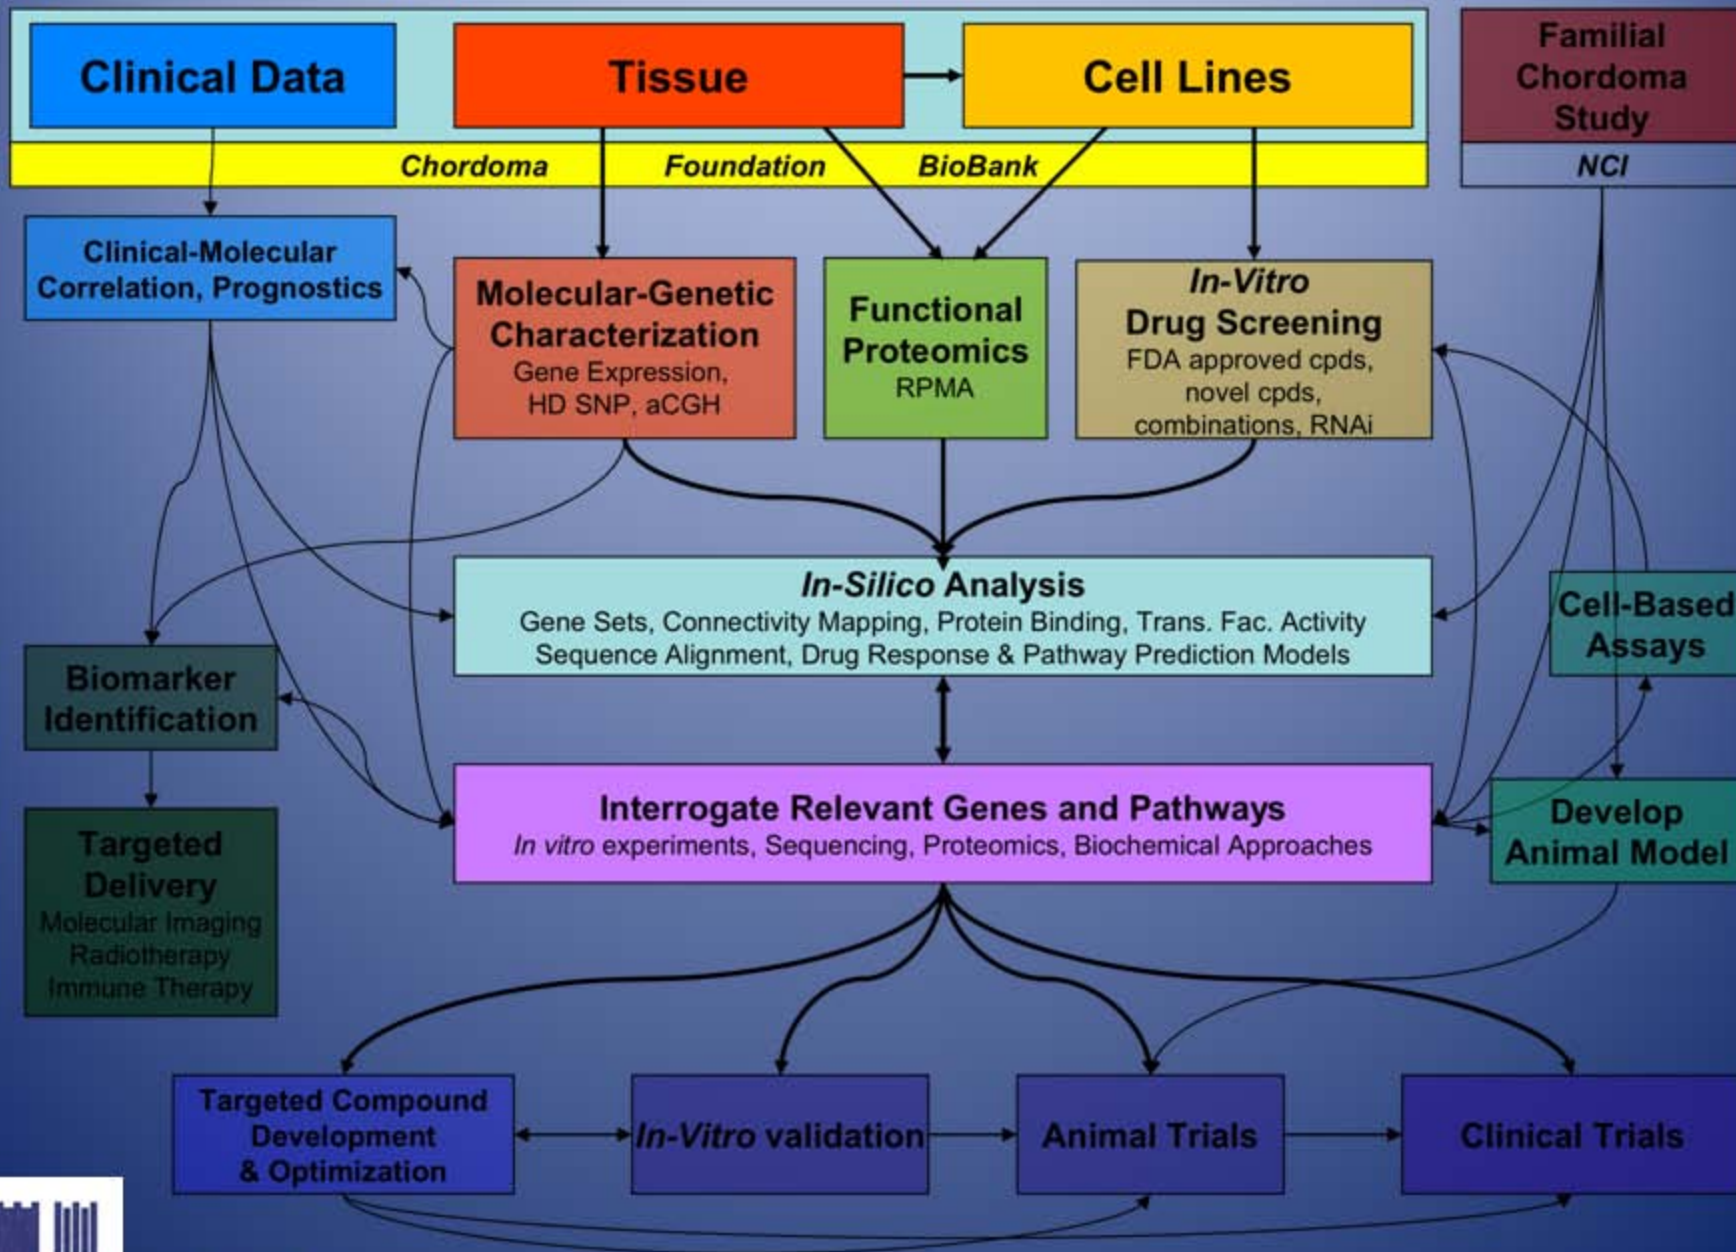 Clinical Data
Tissue
Cell Lines
Familial
Chordoma
Study
Chordoma Foundation BioBank
NCI
Clinical-Molecular
Correlation, Prognostics
Molecular-Genetic
Characterization
Gene Expression,
HD SNP, aCGH
Functional
Proteomics
RPMA
In-Vitro
Drug Screening
FDA approved cpds,
novel cpds,
combinations, RNAi
In-Silico Analysis
Gene Sets, Connectivity Mapping, Protein Binding, Trans. Fac. Activity
Sequence Alignment, Drug Response & Pathway Prediction Models
Cell-Based
Assays
Biomarker
Identification
Interrogate Relevant Genes and Pathways
In vitro experiments, Sequencing, Proteomics, Biochemical Approaches
Develop
Animal Model
Targeted
Delivery
Molecular Imaging
Radiotherapy
Immune Therapy
Targeted Compound
Development
& Optimization
In-Vitro validation
Animal Trials
Clinical Trials